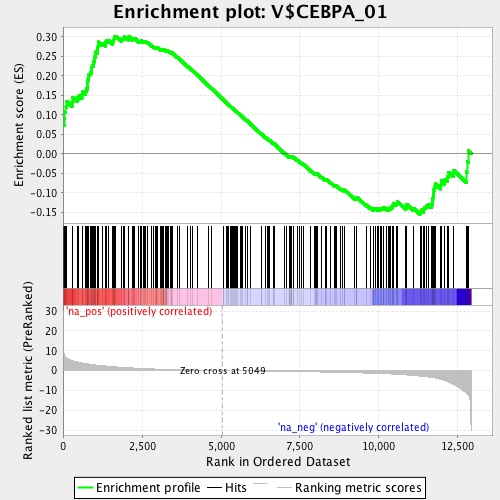 Enrichment plot: V$CEBPA_01
Enrichment score (ES)
0.30
0.25
0.20
0.15
0.10
0.05
0.00
-0.05
-0.10
-0.15
'na_pos' (positively correlated)
Ranked list metric (PreRanked)
30
20
10
0
-10
-20
-30
Zero cross at 5049
'na_neg' (negatively correlated)
0
2,500
5,000
7,500
10,000
12,500
Rank in Ordered Dataset
Enrichment profile
Hits
Ranking metric scores